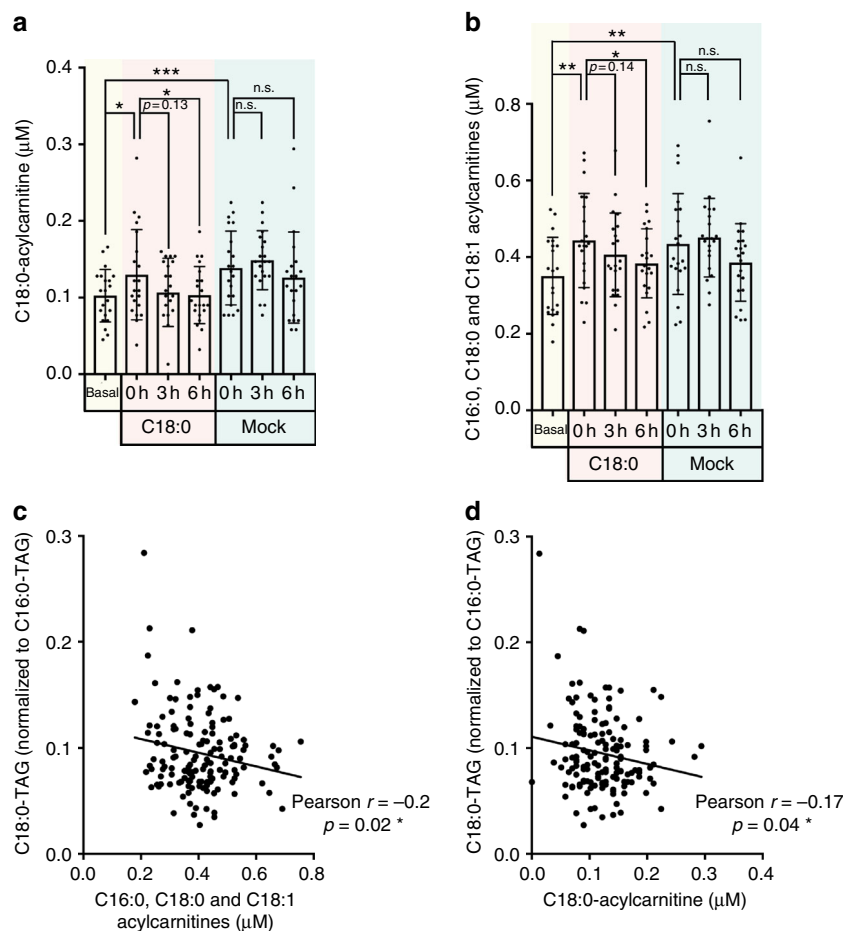 a
C18:0-acylcarnitine (μM)
0.4
0.3
0.2
0.1
0.0
***
*
*
p = 0.13
n.s.
n.s.
Basal
0 h
3 h
6 h
0 h
3 h
6 h
C18:0
Mock
b
C16:0, C18:0 and C18:1 acylcarnitines (μM)
0.8
0.6
0.4
0.2
0.0
**
**
*
p = 0.14
n.s.
n.s.
Basal
0 h
3 h
6 h
0 h
3 h
6 h
C18:0
Mock
c
C18:0-TAG (normalized to C16:0-TAG)
0.3
0.2
0.1
0.0
Pearson r = –0.2
p = 0.02 *
0.0
0.2
0.4
0.6
0.8
C16:0, C18:0 and C18:1
acylcarnitines (μM)
d
C18:0-TAG (normalized to C16:0-TAG)
0.3
0.2
0.1
0.0
Pearson r = –0.17
p = 0.04 *
0.0
0.1
0.2
0.3
0.4
C18:0-acylcarnitine (μM)